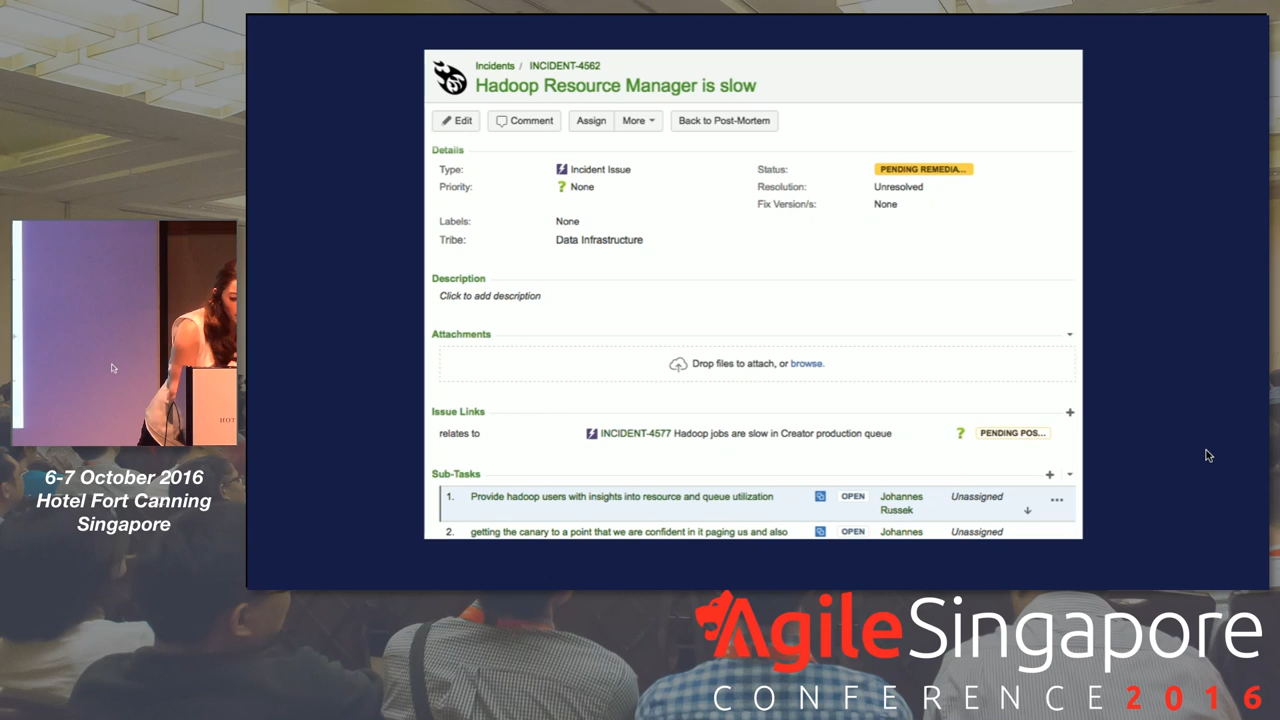 Incidents / INCIDENT-4562
Hadoop Resource Manager is slow
Edit Comment Assign More Back to Post-Mortem
Details
Type: Incident Issue Status: PENDING REMEDIA...
Priority: ? None Resolution: Unresolved
Fix Version/s: None
Labels: None
Tribe: Data Infrastructure
Description
Click to add description
Attachments
Drop files to attach, or browse.
Issue Links
relates to INCIDENT-4577 Hadoop jobs are slow in Creator production queue ? PENDING POS...
Sub-Tasks
1. Provide hadoop users with insights into resource and queue utilization OPEN Johannes Russek Unassigned
2. getting the canary to a point that we are confident in it paging us and also OPEN Johannes Unassigned
HOT
6-7 October 2016
Hotel Fort Canning
Singapore
AgileSingapore
CONFERENCE 2016